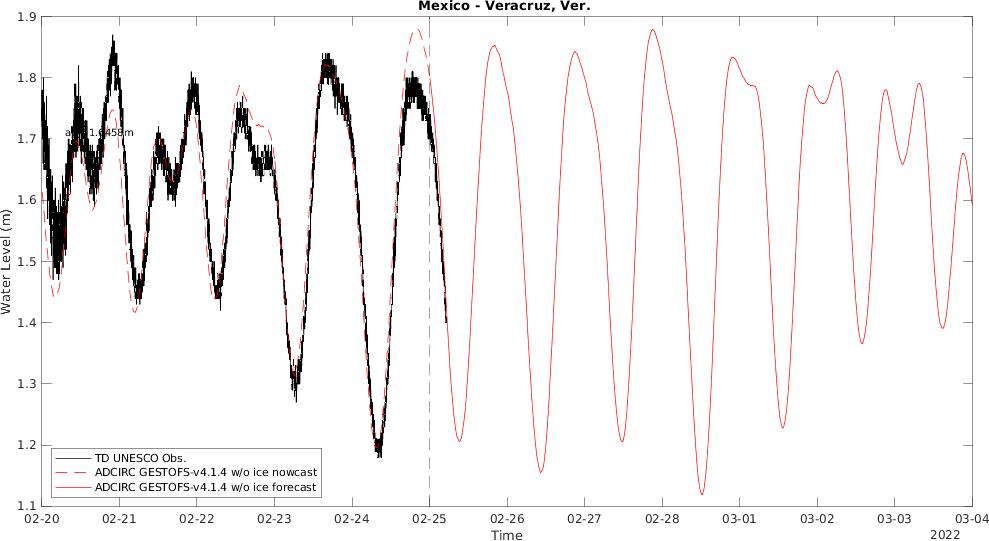 Mexico - Veracruz, Ver.
1.9
1.8
1.7
1.6
1.5
1.4
1.3
1.2
1.1
Water Level (m)
TD UNESCO Obs.
ADCIRC GESTOFS-v4.1.4 w/o ice nowcast
ADCIRC GESTOFS-v4.1.4 w/o ice forecast
02-20 02-21 02-22 02-23 02-24 02-25 02-26 02-27 02-28 03-01 03-02 03-03 03-04
Time
2022